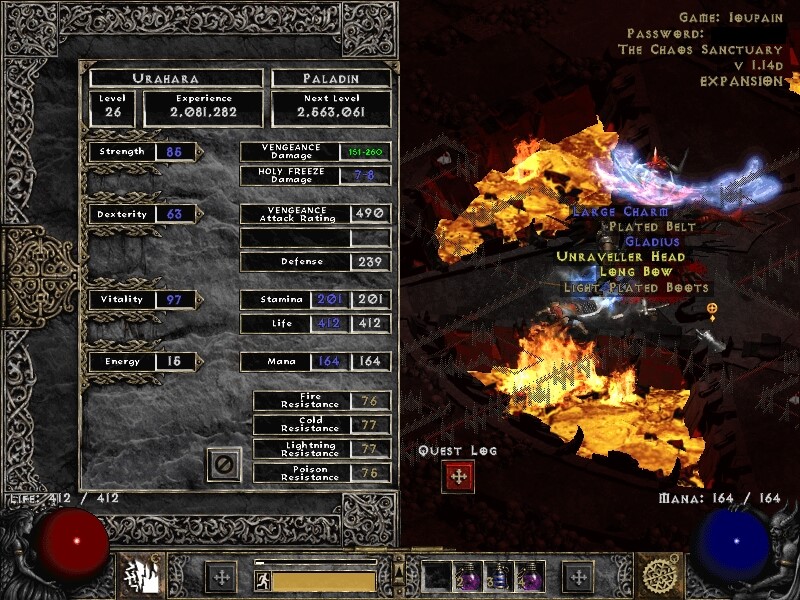 Urahara
Paladin
Level
26
Experience
2,081,282
Next Level
2,563,061
Strength 85
VENGEANCE Damage 151-260
HOLY FREEZE Damage 7-8
Dexterity 63
VENGEANCE Attack Rating 490
Defense 239
Vitality 97
Stamina 201 201
Life 412 412
Energy 15
Mana 164 164
Fire Resistance 76
Cold Resistance 77
Lightning Resistance 77
Poison Resistance 75
Life: 412 / 412
Game: Ioupain
Password:
The Chaos Sanctuary
v 1.14d
EXPANSION
Large Charm
Plated Belt
Gladius
Unraveller Head
Long Bow
Light Plated Boots
Quest Log
Mana: 164 / 164
2
3